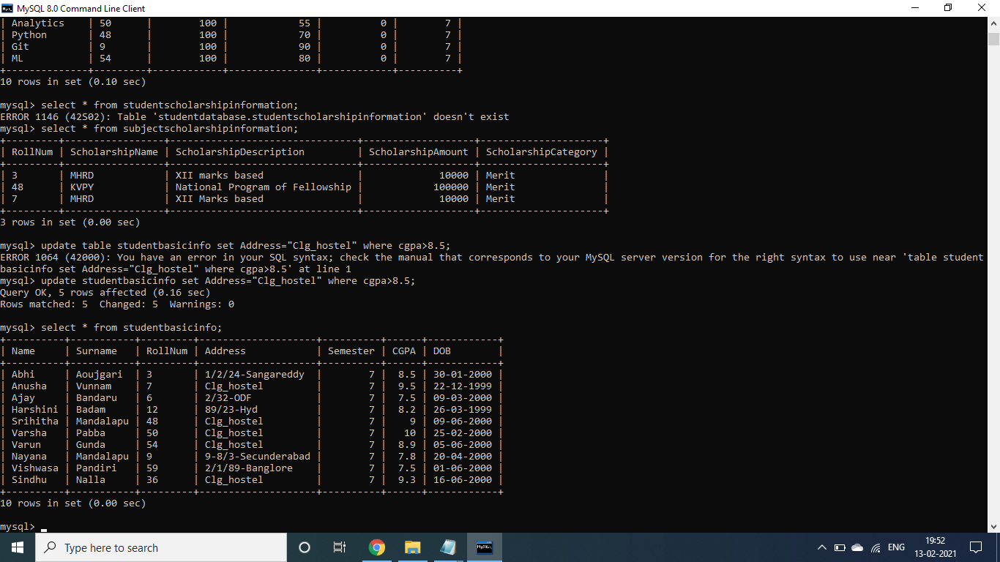 MySQL 8.0 Command Line Client
| Analytics    | 50      |        100 |            55 |          0 |        7 |
| Python       | 48      |        100 |            70 |          0 |        7 |
| Git          | 9       |        100 |            90 |          0 |        7 |
| ML           | 54      |        100 |            80 |          0 |        7 |
+--------------+---------+------------+---------------+------------+----------+
10 rows in set (0.10 sec)

mysql> select * from studentscholarshipinformation;
ERROR 1146 (42S02): Table 'studentdatabase.studentscholarshipinformation' doesn't exist
mysql> select * from subjectscholarshipinformation;
+---------+-----------------+--------------------------------+-------------------+---------------------+
| RollNum | ScholarshipName | ScholarshipDescription         | ScholarshipAmount | ScholarshipCategory |
+---------+-----------------+--------------------------------+-------------------+---------------------+
| 3       | MHRD            | XII marks based                |             10000 | Merit               |
| 48      | KVPY            | National Program of Fellowship |            100000 | Merit               |
| 7       | MHRD            | XII Marks based                |             10000 | Merit               |
+---------+-----------------+--------------------------------+-------------------+---------------------+
3 rows in set (0.00 sec)

mysql> update table studentbasicinfo set Address="Clg_hostel" where cgpa>8.5;
ERROR 1064 (42000): You have an error in your SQL syntax; check the manual that corresponds to your MySQL server version for the right syntax to use near 'table student
basicinfo set Address="Clg_hostel" where cgpa>8.5' at line 1
mysql> update studentbasicinfo set Address="Clg_hostel" where cgpa>8.5;
Query OK, 5 rows affected (0.16 sec)
Rows matched: 5  Changed: 5  Warnings: 0

mysql> select * from studentbasicinfo;
+----------+-----------+---------+--------------------+----------+------+------------+
| Name     | Surname   | RollNum | Address            | Semester | CGPA | DOB        |
+----------+-----------+---------+--------------------+----------+------+------------+
| Abhi     | Aoujgari  | 3       | 1/2/24-Sangareddy  |        7 |  8.5 | 30-01-2000 |
| Anusha   | Vunnam    | 7       | Clg_hostel         |        7 |  9.5 | 22-12-1999 |
| Ajay     | Bandaru   | 6       | 2/32-ODF           |        7 |  7.5 | 09-03-2000 |
| Harshini | Badam     | 12      | 89/23-Hyd          |        7 |  8.2 | 26-03-1999 |
| Srihitha | Mandalapu | 48      | Clg_hostel         |        7 |    9 | 09-06-2000 |
| Varsha   | Pabba     | 50      | Clg_hostel         |        7 |   10 | 25-02-2000 |
| Varun    | Gunda     | 54      | Clg_hostel         |        7 |  8.9 | 05-06-2000 |
| Nayana   | Mandalapu | 9       | 9-8/3-Secunderabad |        7 |  7.8 | 20-04-2000 |
| Vishwasa | Pandiri   | 59      | 2/1/89-Banglore    |        7 |  7.5 | 01-06-2000 |
| Sindhu   | Nalla     | 36      | Clg_hostel         |        7 |  9.3 | 16-06-2000 |
+----------+-----------+---------+--------------------+----------+------+------------+
10 rows in set (0.00 sec)

mysql> _
Type here to search
ENG
19:52
13-02-2021